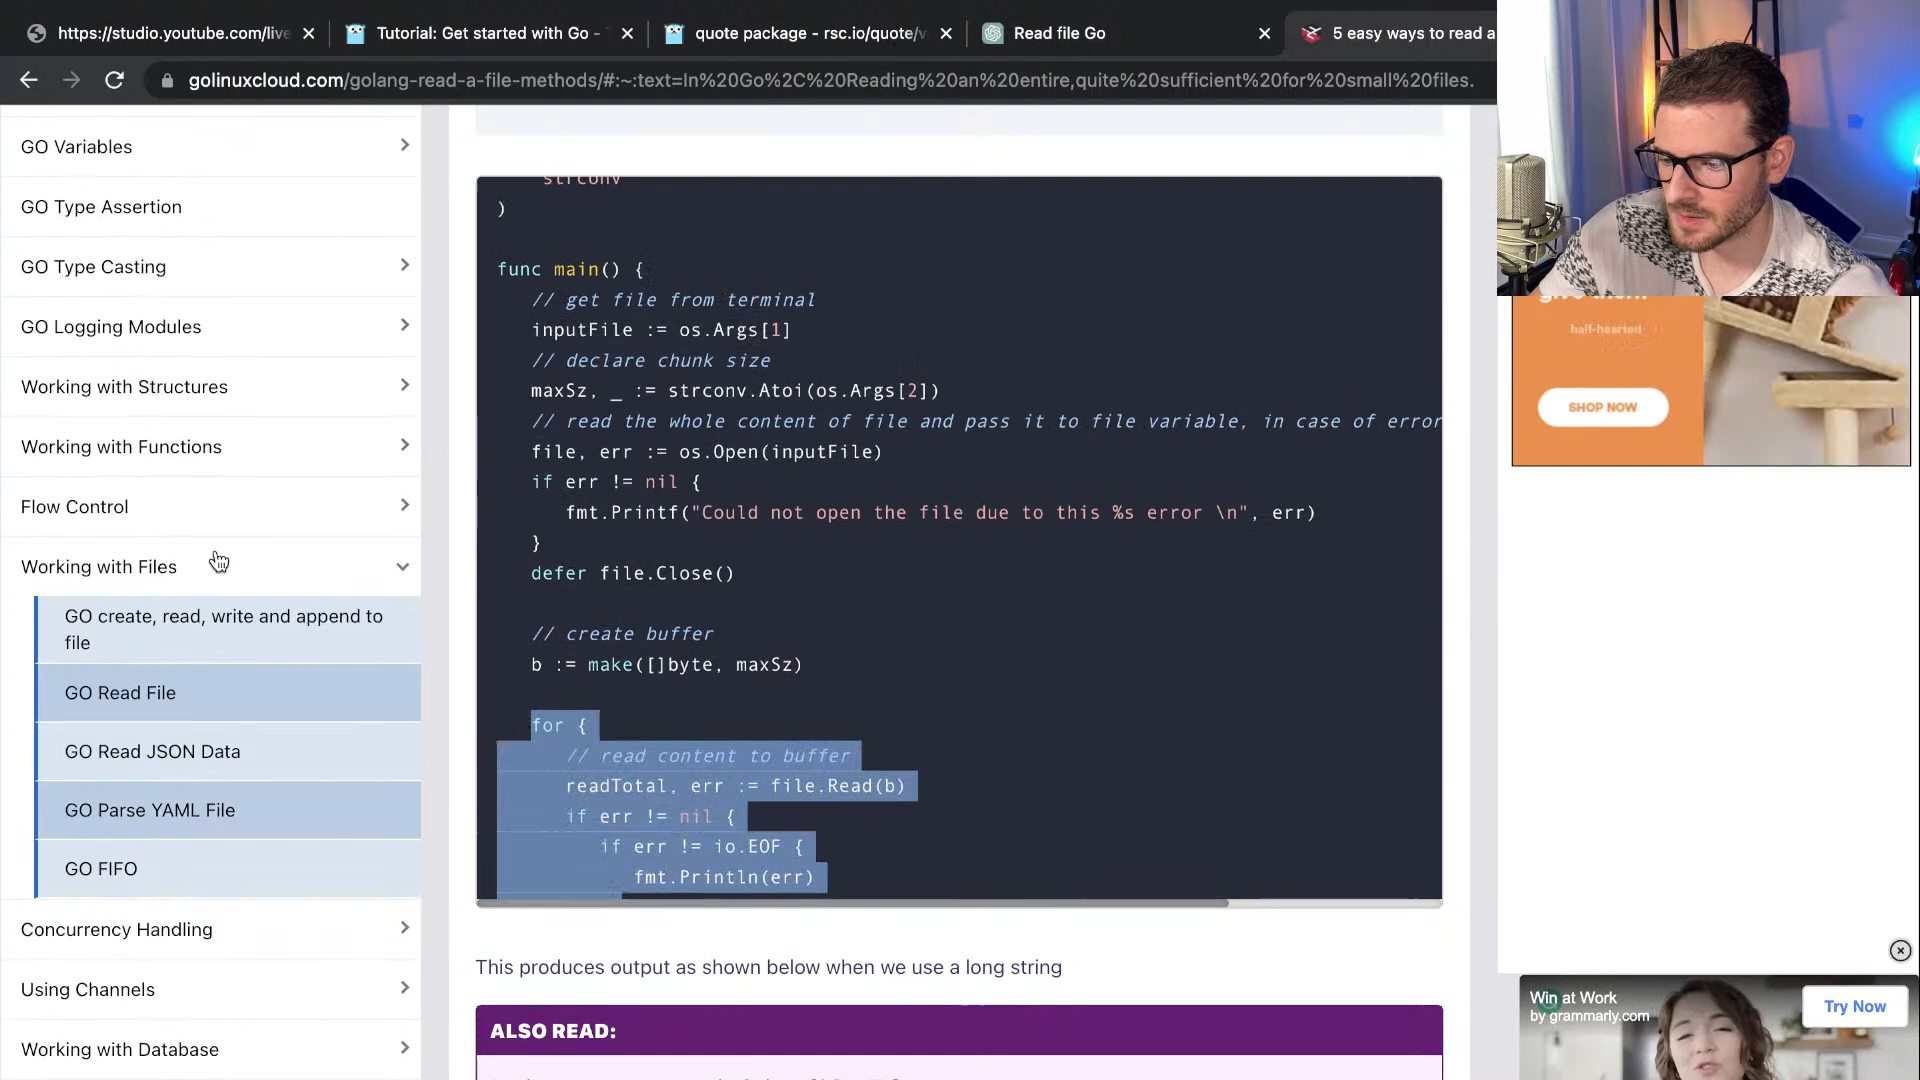 https://studio.youtube.com/live
Tutorial: Get started with Go -
quote package - rsc.io/quote/v
Read file Go
5 easy ways to read a
golinuxcloud.com/golang-read-a-file-methods/#:~:text=In%20Go%2C%20Reading%20an%20entire,quite%20sufficient%20for%20small%20files.
GO Variables
GO Type Assertion
GO Type Casting
GO Logging Modules
Working with Structures
Working with Functions
Flow Control
Working with Files
GO create, read, write and append to
file
GO Read File
GO Read JSON Data
GO Parse YAML File
GO FIFO
Concurrency Handling
Using Channels
Working with Database
strconv
)
func main() {
// get file from terminal
inputFile := os.Args[1]
// declare chunk size
maxSz, _ := strconv.Atoi(os.Args[2])
// read the whole content of file and pass it to file variable, in case of error
file, err := os.Open(inputFile)
if err != nil {
fmt.Printf("Could not open the file due to this %s error \n", err)
}
defer file.Close()
// create buffer
b := make([]byte, maxSz)
for {
// read content to buffer
readTotal, err := file.Read(b)
if err != nil {
if err != io.EOF {
fmt.Println(err)
This produces output as shown below when we use a long string
ALSO READ:
half-hearted
SHOP NOW
Win at Work
by grammarly.com
Try Now